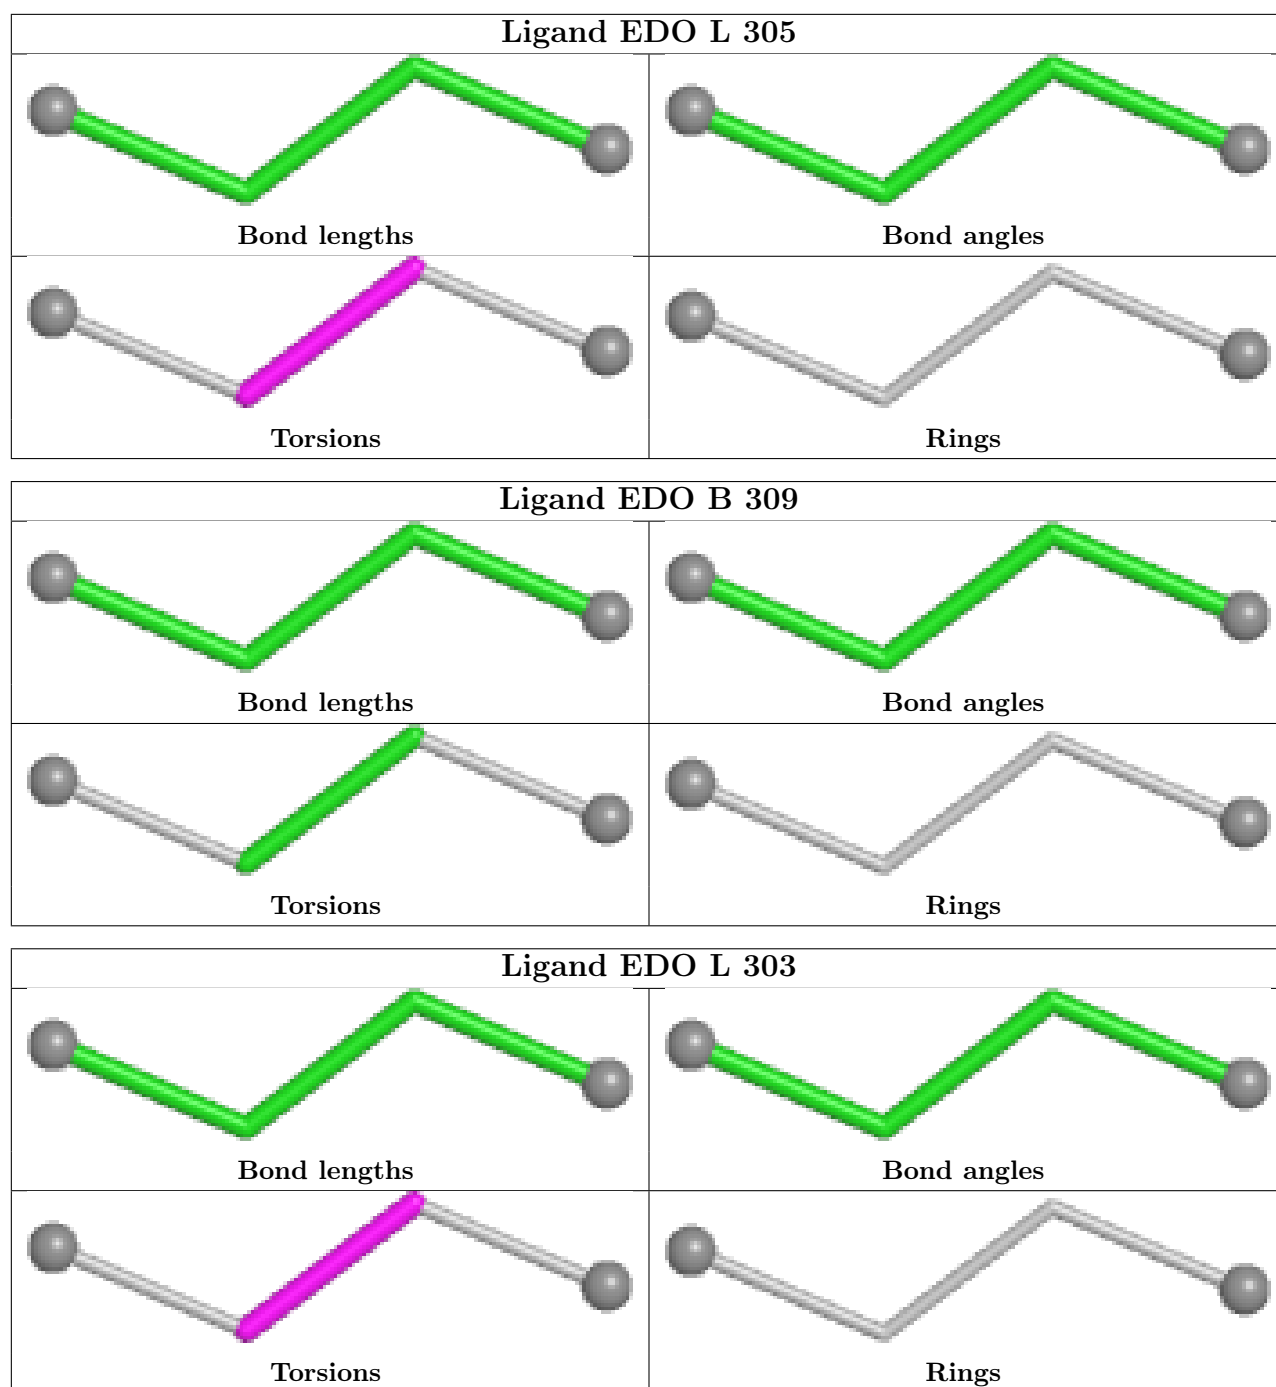 Ligand EDO L 305
Bond lengths
Bond angles
Torsions
Rings
Ligand EDO B 309
Bond lengths
Bond angles
Torsions
Rings
Ligand EDO L 303
Bond lengths
Bond angles
Torsions
Rings